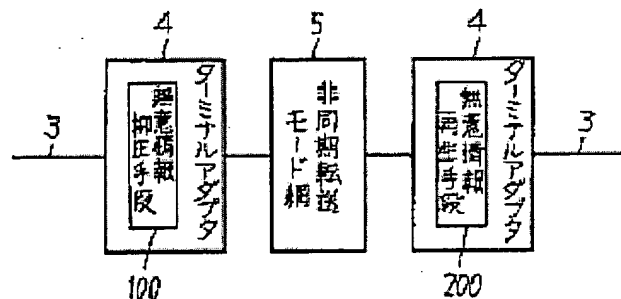 4
5
4
3
ターミナルアダプタ
無意情報
抑圧手段
非同期転送
モード網
ターミナルアダプタ
無意情報
再生手段
3
100
200